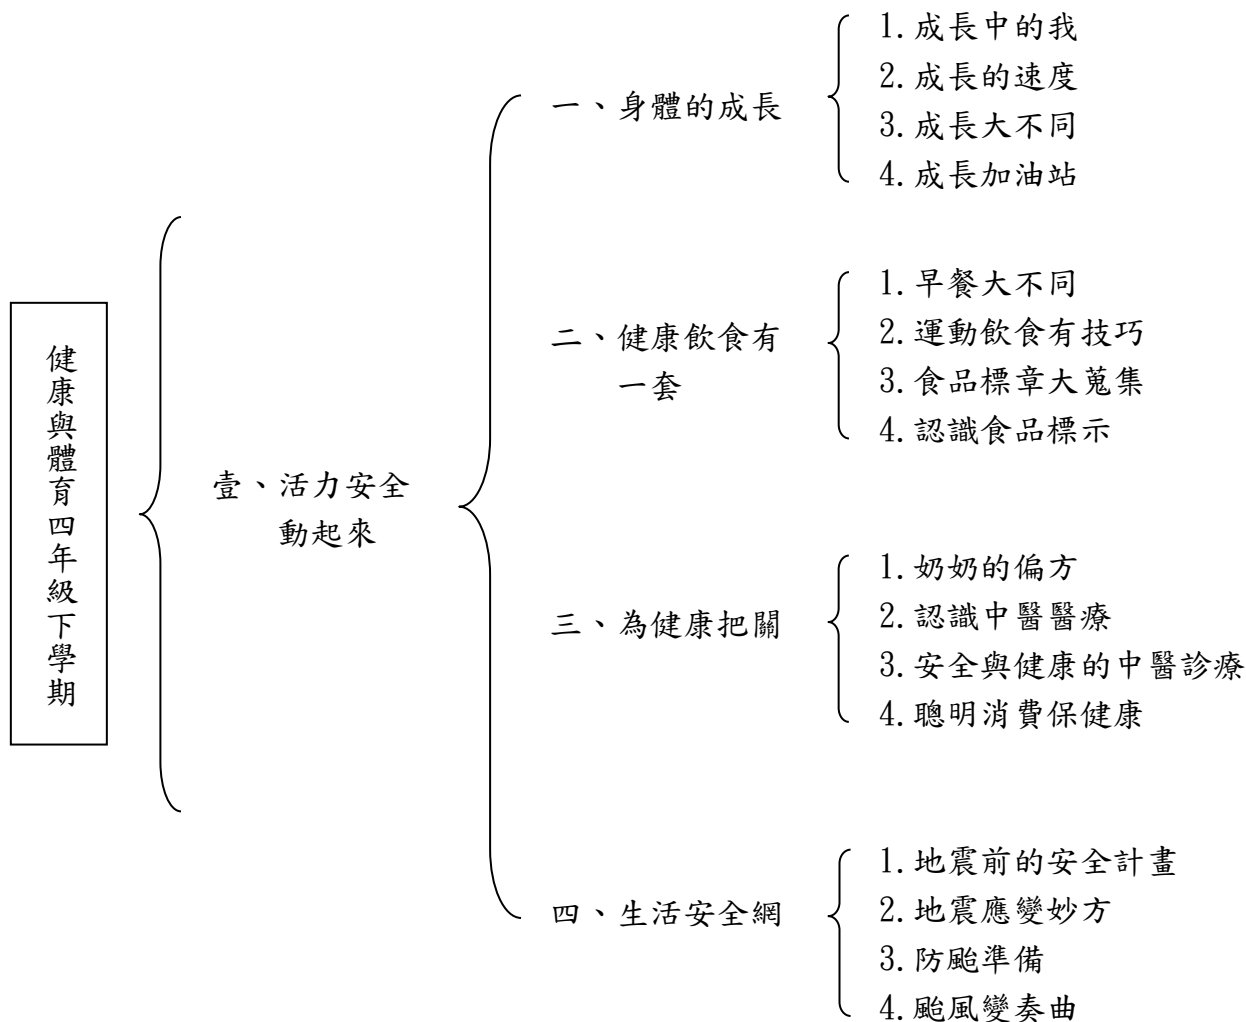 健康與體育四年級下學期
壹、活力安全
動起來
一、身體的成長
1.成長中的我
2.成長的速度
3.成長大不同
4.成長加油站
二、健康飲食有
一套
1.早餐大不同
2.運動飲食有技巧
3.食品標章大蒐集
4.認識食品標示
三、為健康把關
1.奶奶的偏方
2.認識中醫醫療
3.安全與健康的中醫診療
4.聰明消費保健康
四、生活安全網
1.地震前的安全計畫
2.地震應變妙方
3.防颱準備
4.颱風變奏曲